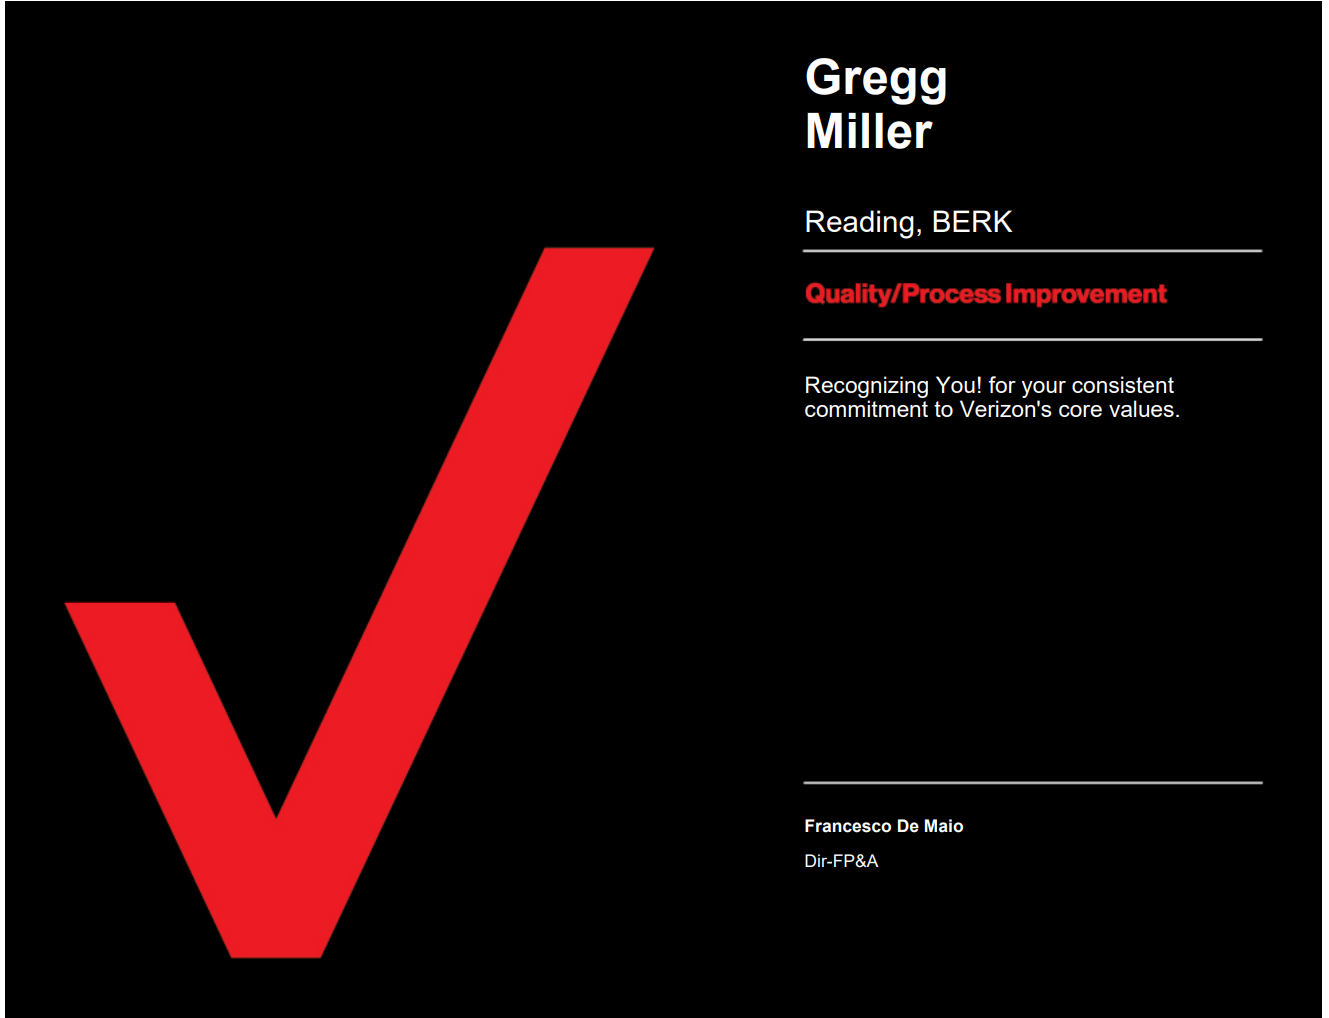 Gregg
Miller
Reading, BERK
Quality/Process Improvement
Recognizing You! for your consistent
commitment to Verizon's core values.
Francesco De Maio
Dir-FP&A